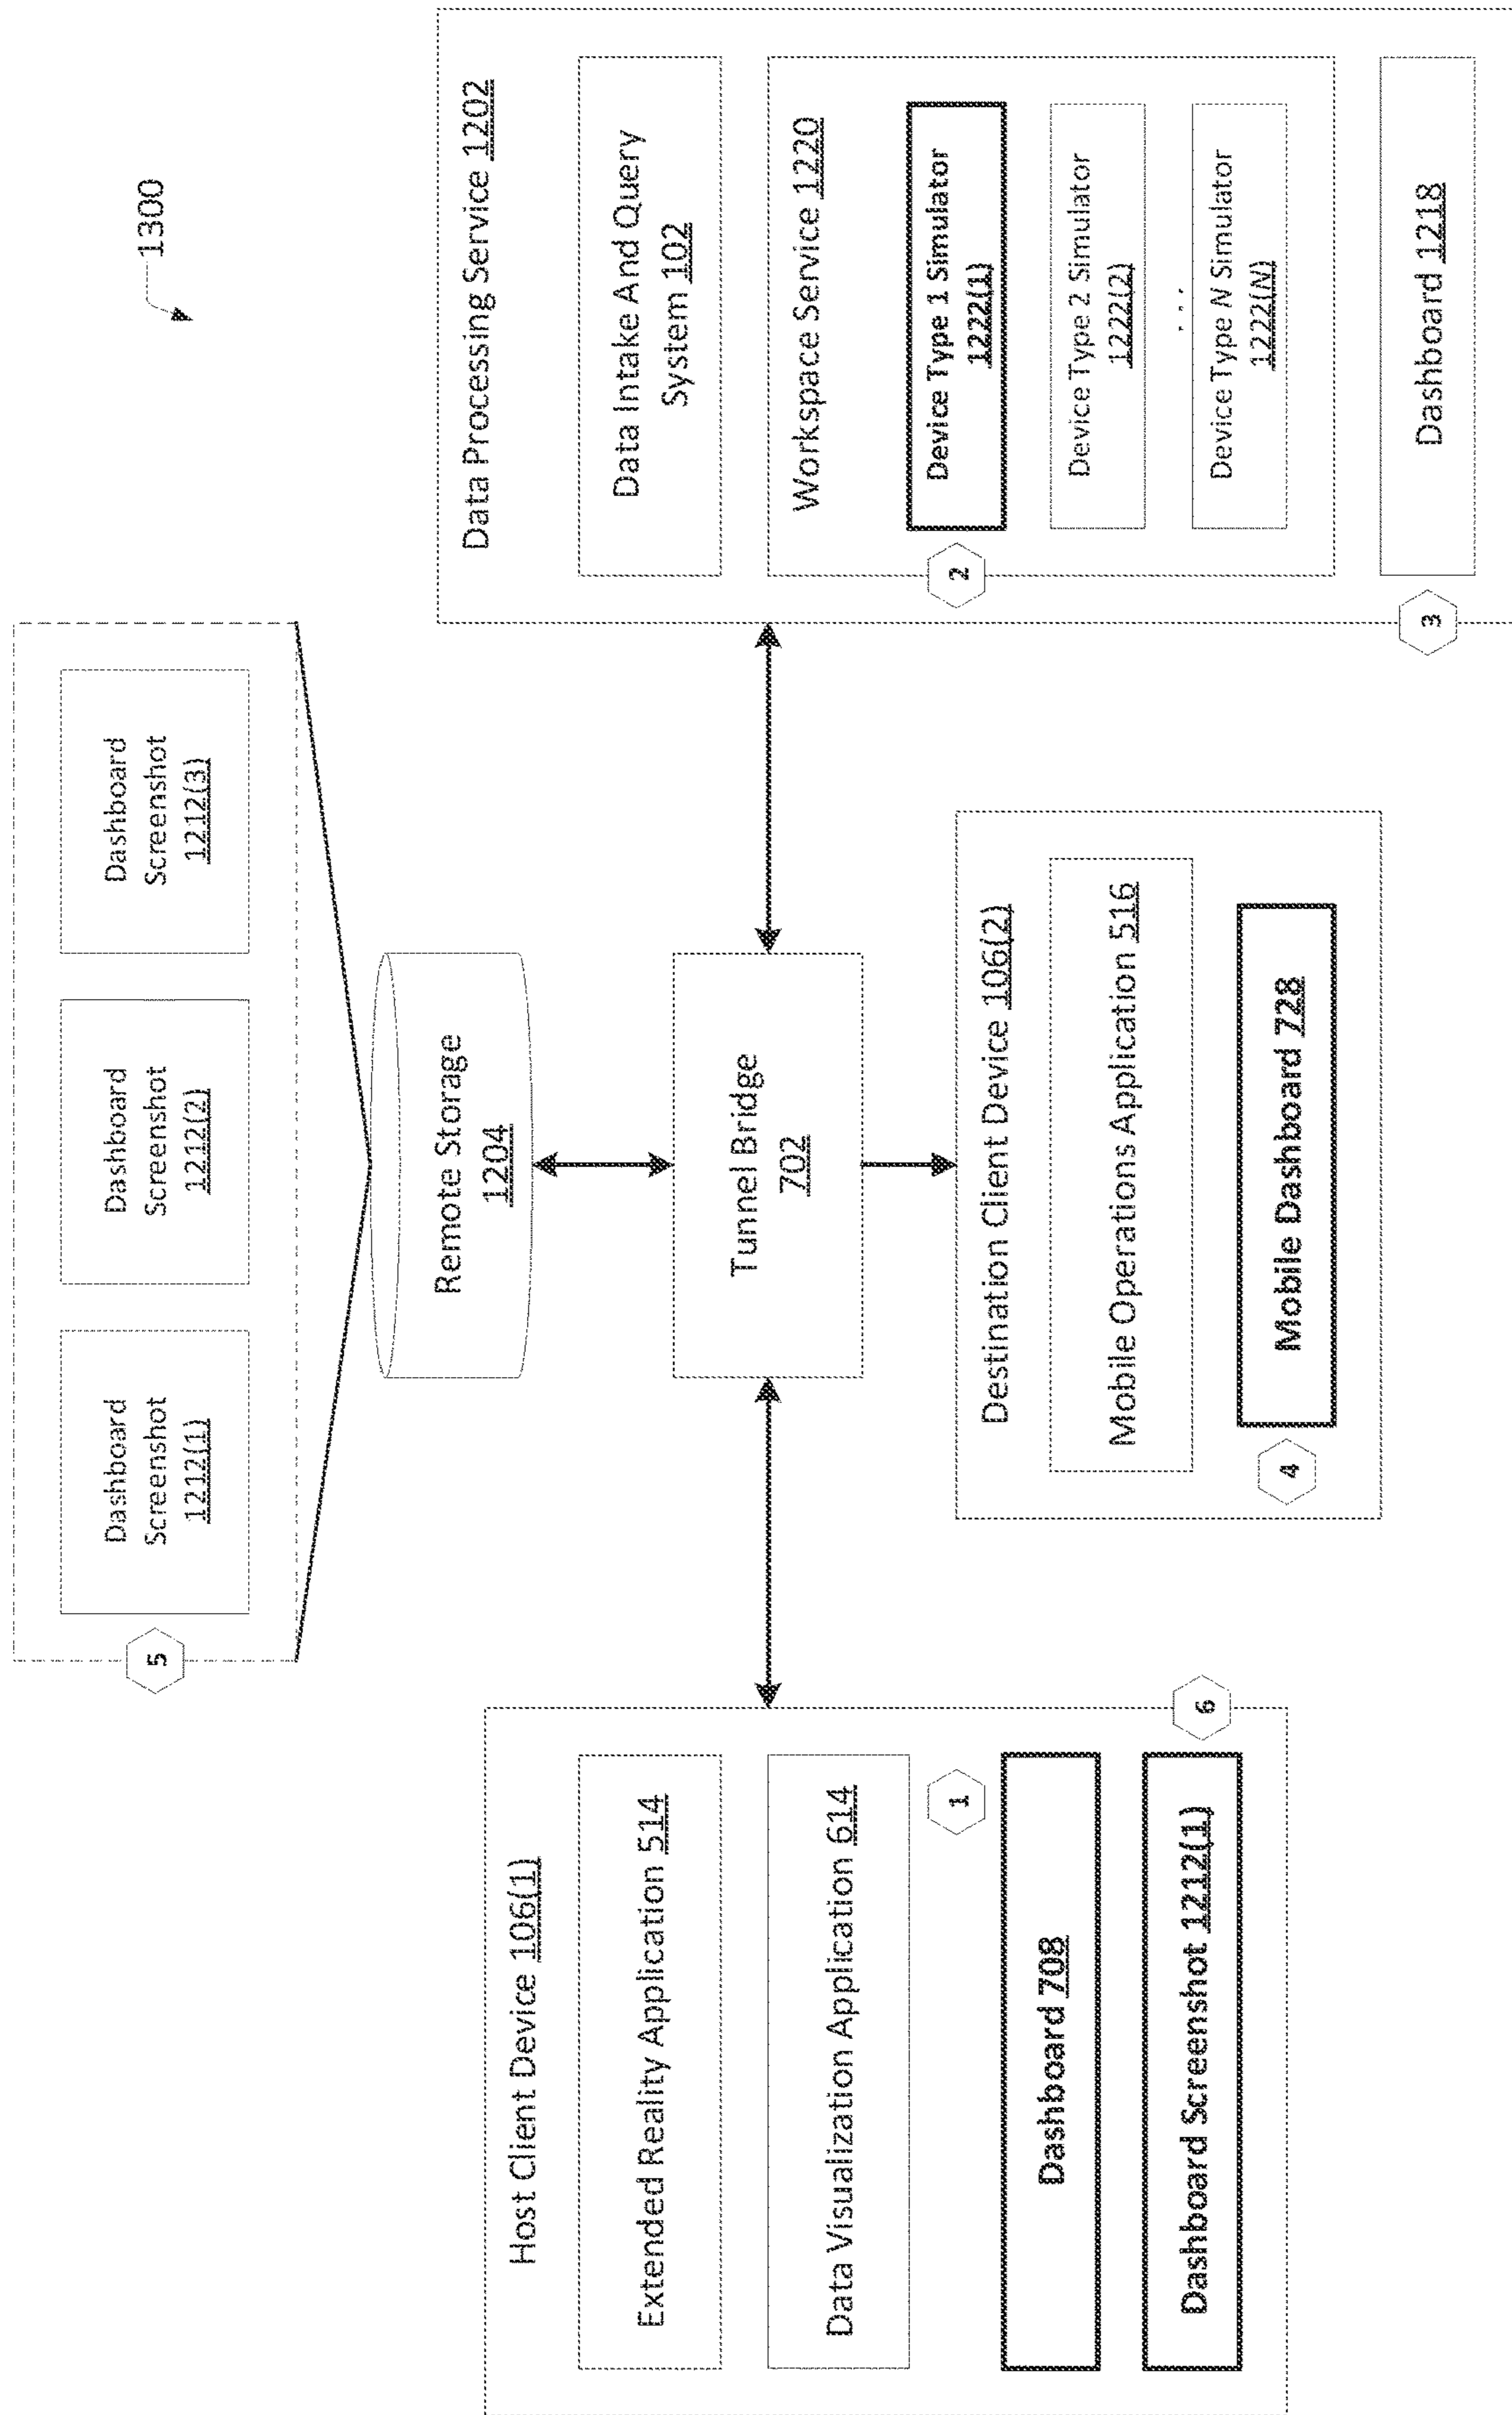 1300
5
Dashboard
Screenshot
1212(1)
Dashboard
Screenshot
1212(2)
Dashboard
Screenshot
1212(3)
Remote Storage
1204
Host Client Device 106(1)
Extended Reality Application 514
Data Visualization Application 614
1
Dashboard 708
Dashboard Screenshot 1212(1)
6
Tunnel Bridge
702
Destination Client Device 106(2)
Mobile Operations Application 516
4
Mobile Dashboard 728
Data Processing Service 1202
Data Intake And Query
System 102
Workspace Service 1220
2
Device Type 1 Simulator
1222(1)
Device Type 2 Simulator
1222(2)
. . .
Device Type N Simulator
1222(N)
3
Dashboard 1218